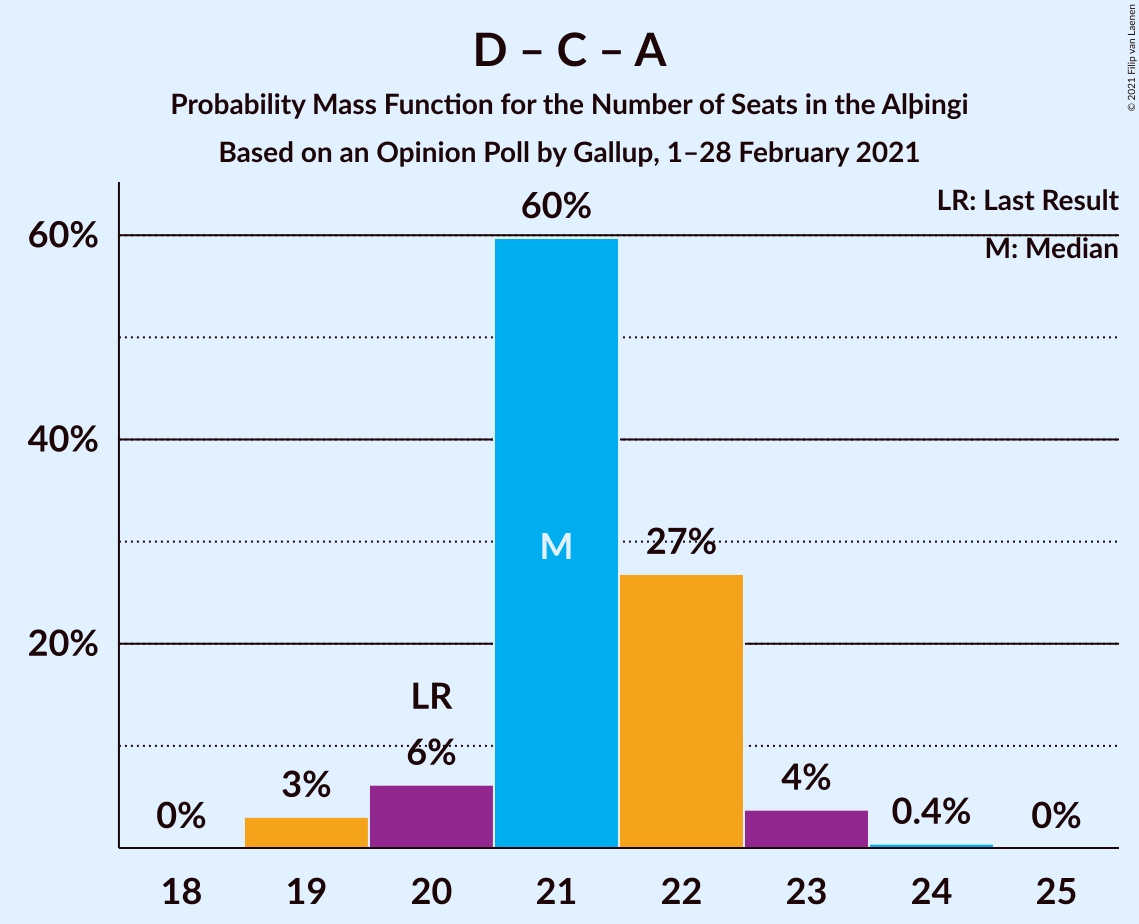 D – C – A
Probability Mass Function for the Number of Seats in the Alþingi
Based on an Opinion Poll by Gallup, 1–28 February 2021
© 2021 Filip van Laenen
LR: Last Result
M: Median
60%
40%
20%
0%
3%
LR
6%
60%
M
27%
4%
0.4%
0%
18 19 20 21 22 23 24 25